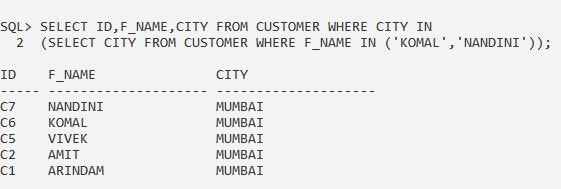 SQL> SELECT ID,F_NAME,CITY FROM CUSTOMER WHERE CITY IN
  2  (SELECT CITY FROM CUSTOMER WHERE F_NAME IN ('KOMAL','NANDINI'));
ID    F_NAME               CITY
----- -------------------- --------------------
C7    NANDINI              MUMBAI
C6    KOMAL                MUMBAI
C5    VIVEK                MUMBAI
C2    AMIT                 MUMBAI
C1    ARINDAM              MUMBAI